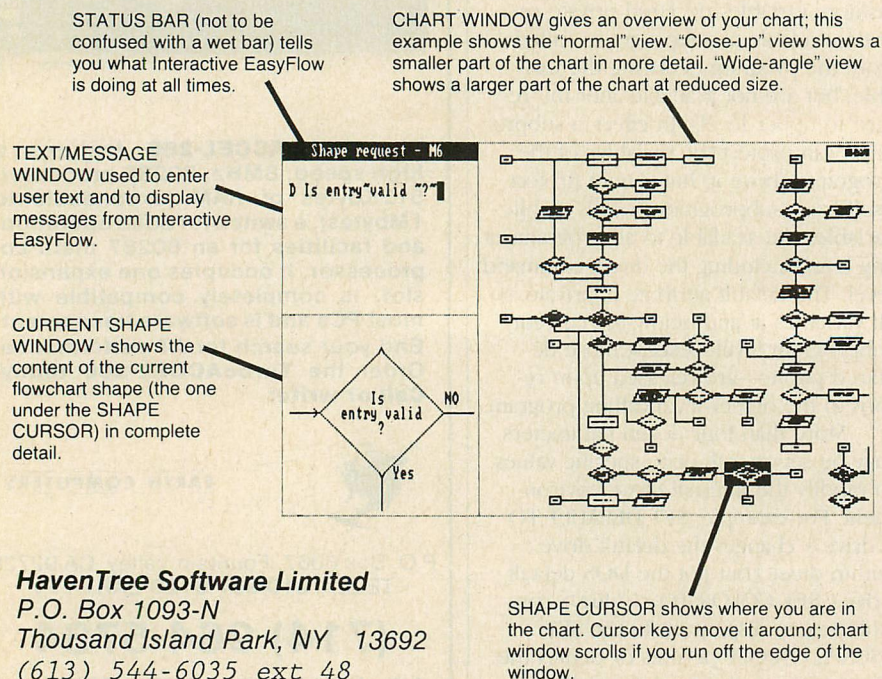 STATUS BAR (not to be
confused with a wet bar) tells
you what Interactive EasyFlow
is doing at all times.
CHART WINDOW gives an overview of your chart; this
example shows the “normal” view. “Close-up” view shows a
smaller part of the chart in more detail. “Wide-angle” view
shows a larger part of the chart at reduced size.
TEXT/MESSAGE
WINDOW used to enter
user text and to display
messages from Interactive
EasyFlow.
Shape request - M6
D Is entry~valid ~?"
CURRENT SHAPE
WINDOW - shows the
content of the current
flowchart shape (the one
under the SHAPE
CURSOR) in complete
detail.
Is
entry valid
?
NO
Yes
HavenTree Software Limited
P.O. Box 1093-N
Thousand Island Park, NY 13692
(613) 544-6035 ext 48
SHAPE CURSOR shows where you are in
the chart. Cursor keys move it around; chart
window scrolls if you run off the edge of the
window.